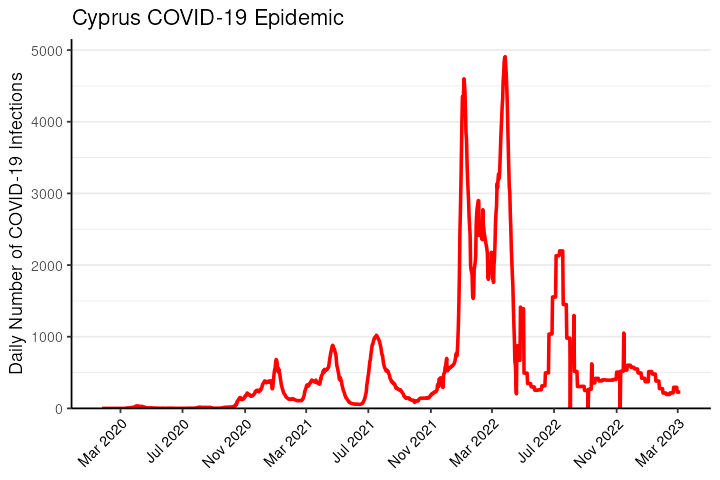 Cyprus COVID-19 Epidemic
Daily Number of COVID-19 Infections
5000
4000
3000
2000
1000
0
Mar 2020
Jul 2020
Nov 2020
Mar 2021
Jul 2021
Nov 2021
Mar 2022
Jul 2022
Nov 2022
Mar 2023